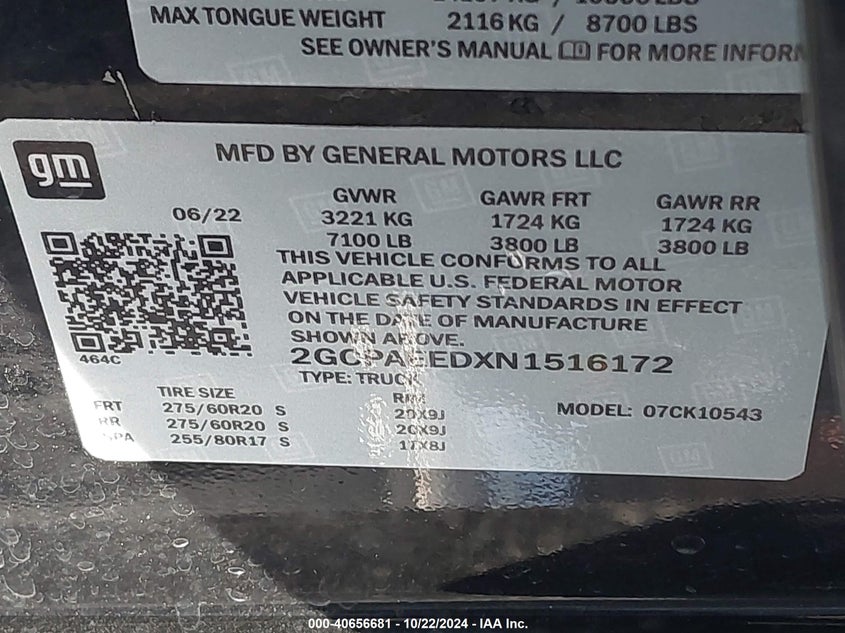 MAX TONGUE WEIGHT 2116 KG / 8700 LBS
SEE OWNER'S MANUAL FOR MORE
gm
MFD BY GENERAL MOTORS LLC
GVWR GAWR FRT GAWR RR
06/22 3221 KG 1724 KG 1724 KG
7100 LB 3800 LB 3800 LB
THIS VEHICLE CONFORMS TO ALL
APPLICABLE U.S. FEDERAL MOTOR
VEHICLE SAFETY STANDARDS IN EFFECT
ON THE DATE OF MANUFACTURE
SHOWN ABOVE.
464C
TYPE: TRUCK
TIRE SIZE RIM
FRT 275/60R20 S 20X9J
RR 275/60R20 S 20X9J
255/80R17 S 17X8J
MODEL: 07CK10543
000-40656681 - 10/22/2024 - IAA Inc.